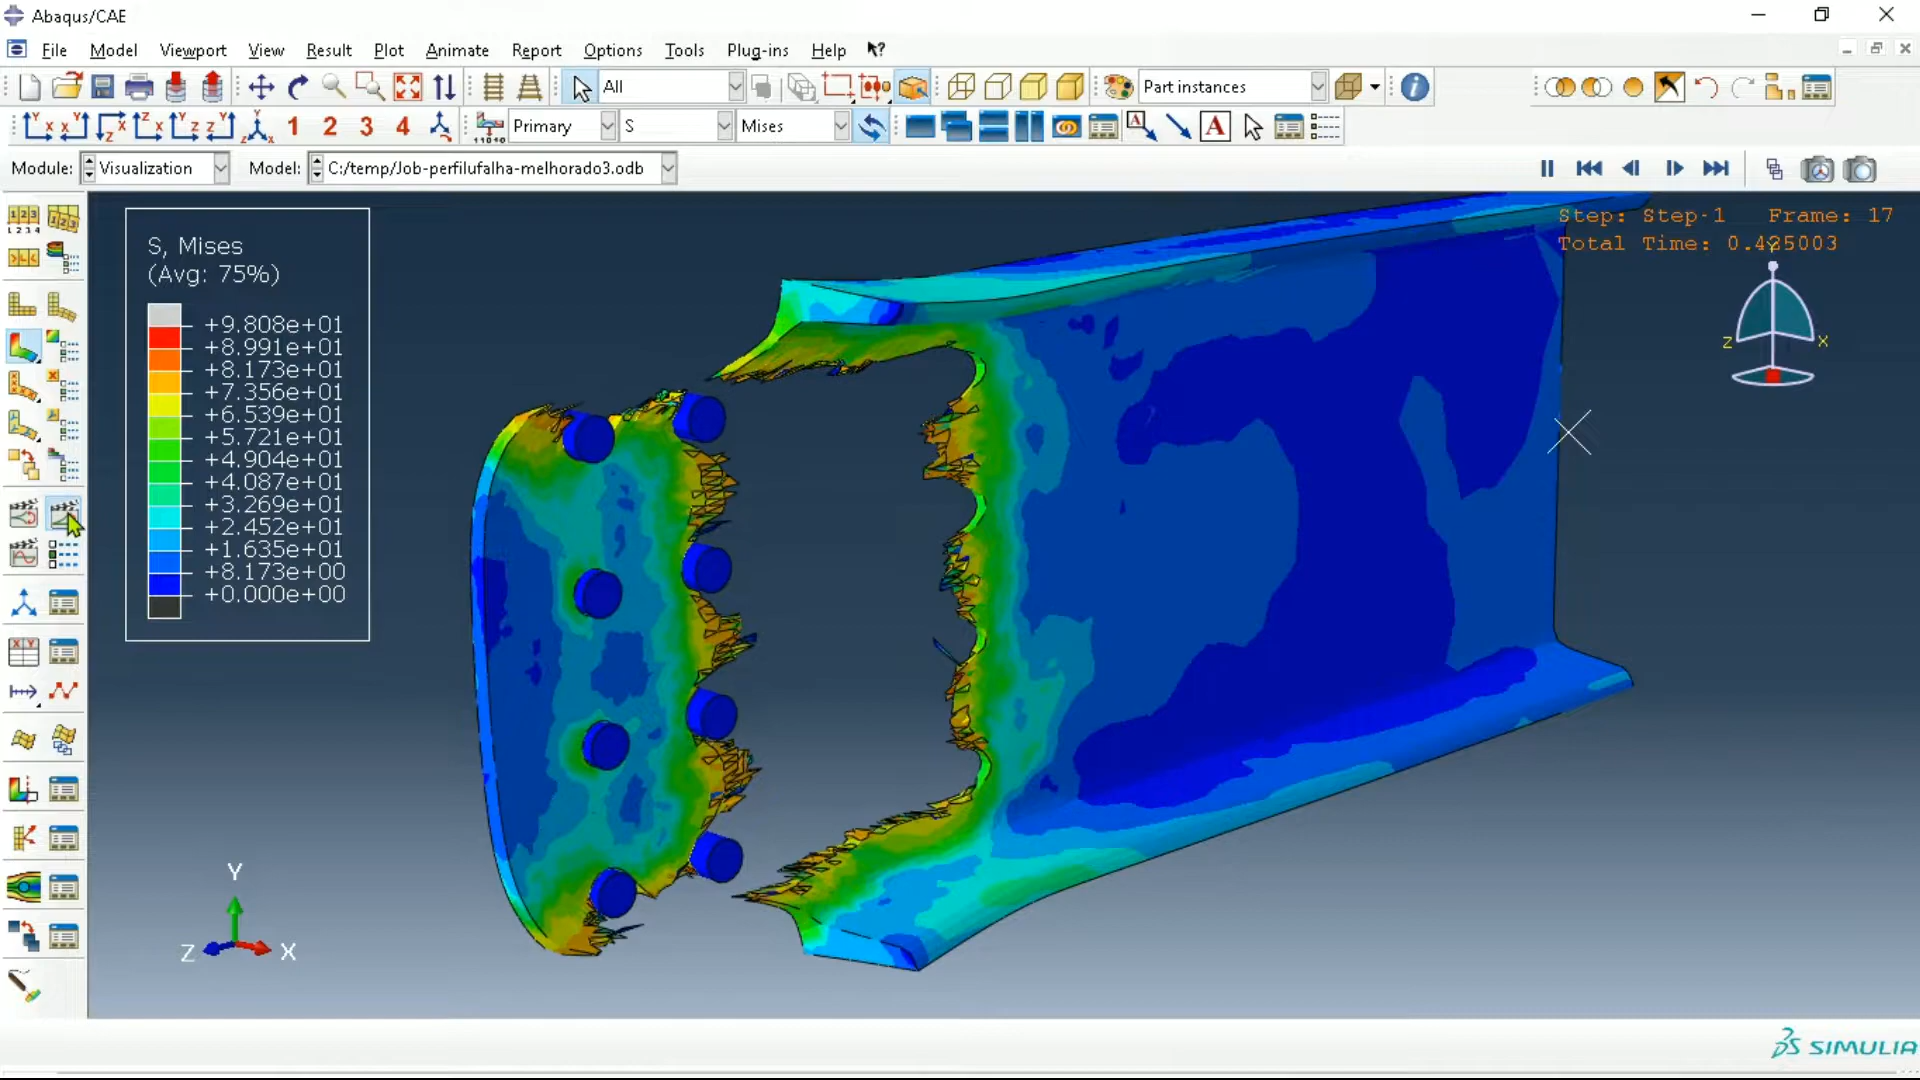 Abaqus/CAE
File Model Viewport View Result Plot Animate Report Options Tools Plug-ins Help
All Part instances
1 2 3 4 Primary S Mises A A
Module: Visualization Model: C:/temp/Job-perfilufalha-melhorado3.odb
Step: Step-1 Frame: 17
Total Time: 0.425003
S, Mises
(Avg: 75%)
+9.808e+01
+8.991e+01
+8.173e+01
+7.356e+01
+6.539e+01
+5.721e+01
+4.904e+01
+4.087e+01
+3.269e+01
+2.452e+01
+1.635e+01
+8.173e+00
+0.000e+00
Y
Z X
Y
Z X
SIMULIA